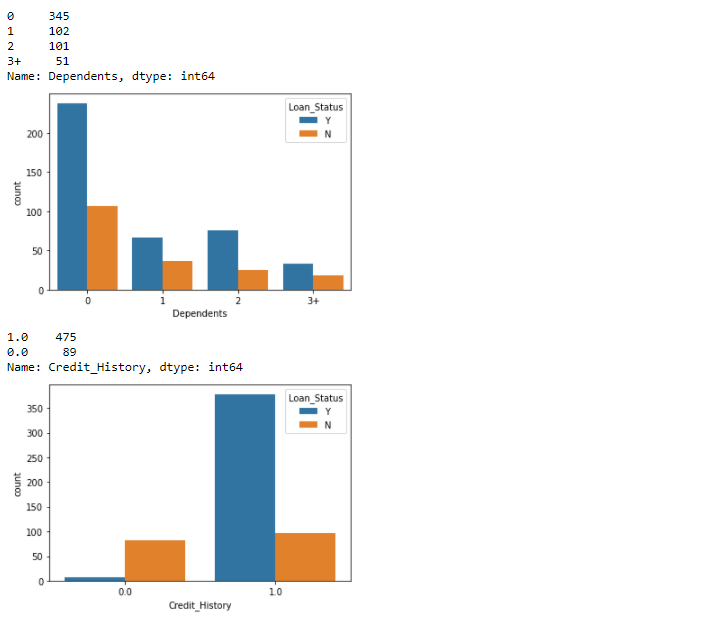 0 345
1 102
2 101
3+ 51
Name: Dependents, dtype: int64
Loan_Status
Y
N
200
150
100
50
0
count
0 1 2 3+
Dependents
1.0 475
0.0 89
Name: Credit_History, dtype: int64
Loan_Status
Y
N
350
300
250
200
150
100
50
0
count
0.0 1.0
Credit_History